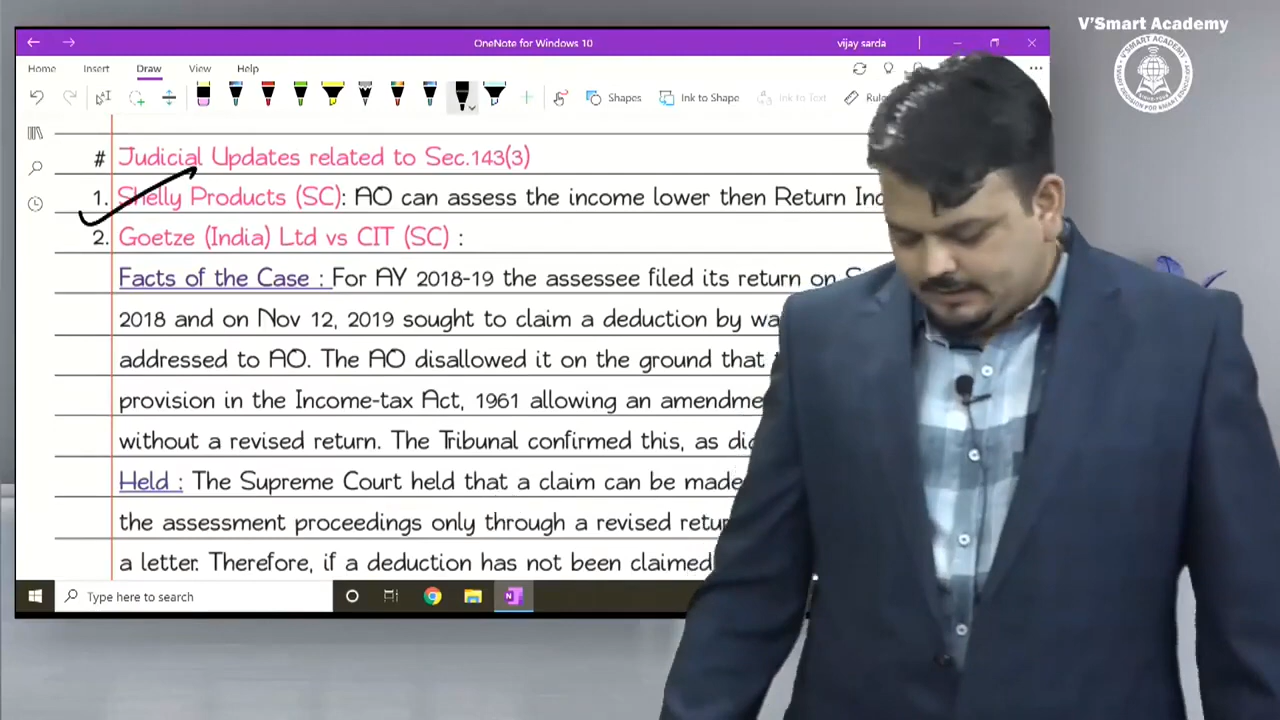 V'Smart Academy
OneNote for Windows 10
vijay sarda
Home Insert Draw View Help
Shapes Ink to Shape Ink to Text
# Judicial Updates related to Sec.143(3)
1. Shelly Products (SC): AO can assess the income lower then Return
2. Goetze (India) Ltd vs CIT (SC) :
Facts of the Case : For AY 2018-19 the assessee filed its return on
2018 and on Nov 12, 2019 sought to claim a deduction by
addressed to AO. The AO disallowed it on the ground that
provision in the Income-tax Act, 1961 allowing an
without a revised return. The Tribunal confirmed this, as
Held : The Supreme Court held that a claim can be made
the assessment proceedings only through a revised
a letter. Therefore, if a deduction has not been claimed
Type here to search